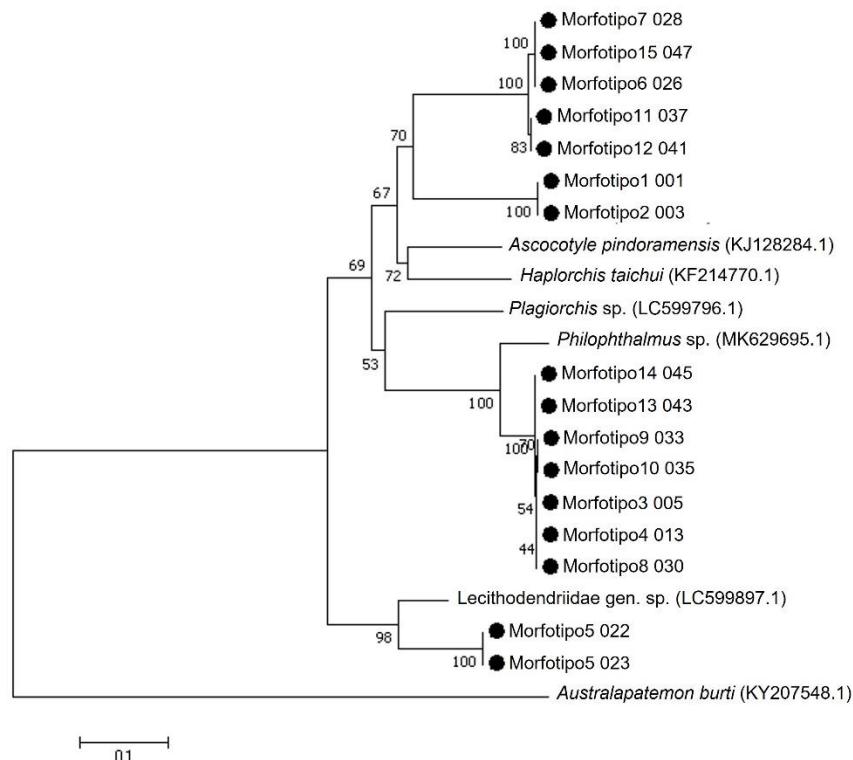 Morfotipo7 028
100
Morfotipo15 047
100
Morfotipo6 026
Morfotipo11 037
70
83
Morfotipo12 041
Morfotipo1 001
67
100
Morfotipo2 003
Ascocotyle pindoramensis (KJ128284.1)
69
72
Haplorchis taichui (KF214770.1)
Plagiorchis sp. (LC599796.1)
Philophthalmus sp. (MK629695.1)
53
Morfotipo14 045
100
Morfotipo13 043
Morfotipo9 033
70
100
Morfotipo10 035
Morfotipo3 005
54
Morfotipo4 013
44
Morfotipo8 030
Lecithodendriidae gen. sp. (LC599897.1)
Morfotipo5 022
98
100
Morfotipo5 023
Australapatemon burti (KY207548.1)
0.1